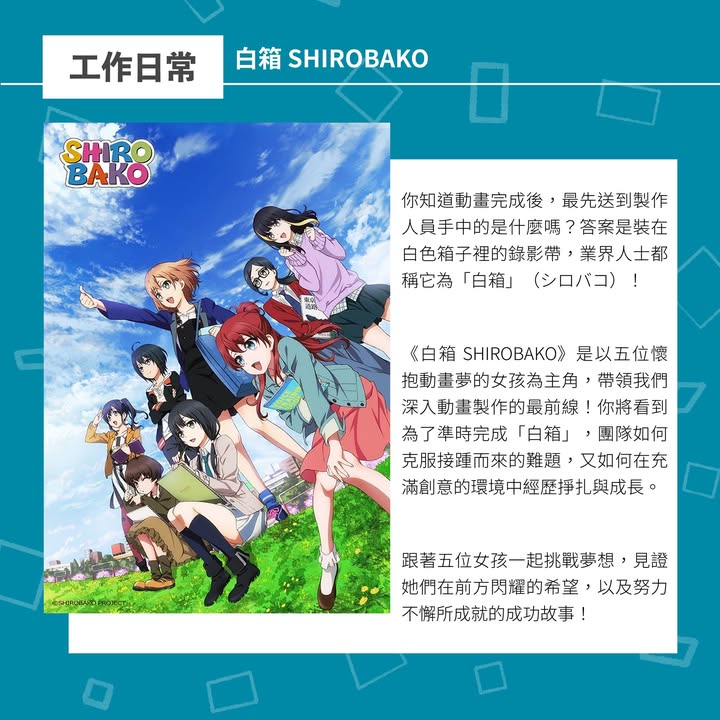 工作日常
白箱 SHIROBAKO
SHIRO
BAKO
東京
道路
你知道動畫完成後，最先送到製作
人員手中的是什麼嗎？答案是裝在
白色箱子裡的錄影帶，業界人士都
稱它為「白箱」（シロバコ）！
《白箱 SHIROBAKO》是以五位懷
抱動畫夢的女孩為主角，帶領我們
深入動畫製作的最前線！你將看到
為了準時完成「白箱」，團隊如何
克服接踵而來的難題，又如何在充
滿創意的環境中經歷掙扎與成長。
跟著五位女孩一起挑戰夢想，見證
她們在前方閃耀的希望，以及努力
不懈所成就的成功故事！
©SHIROBAKO PROJECT